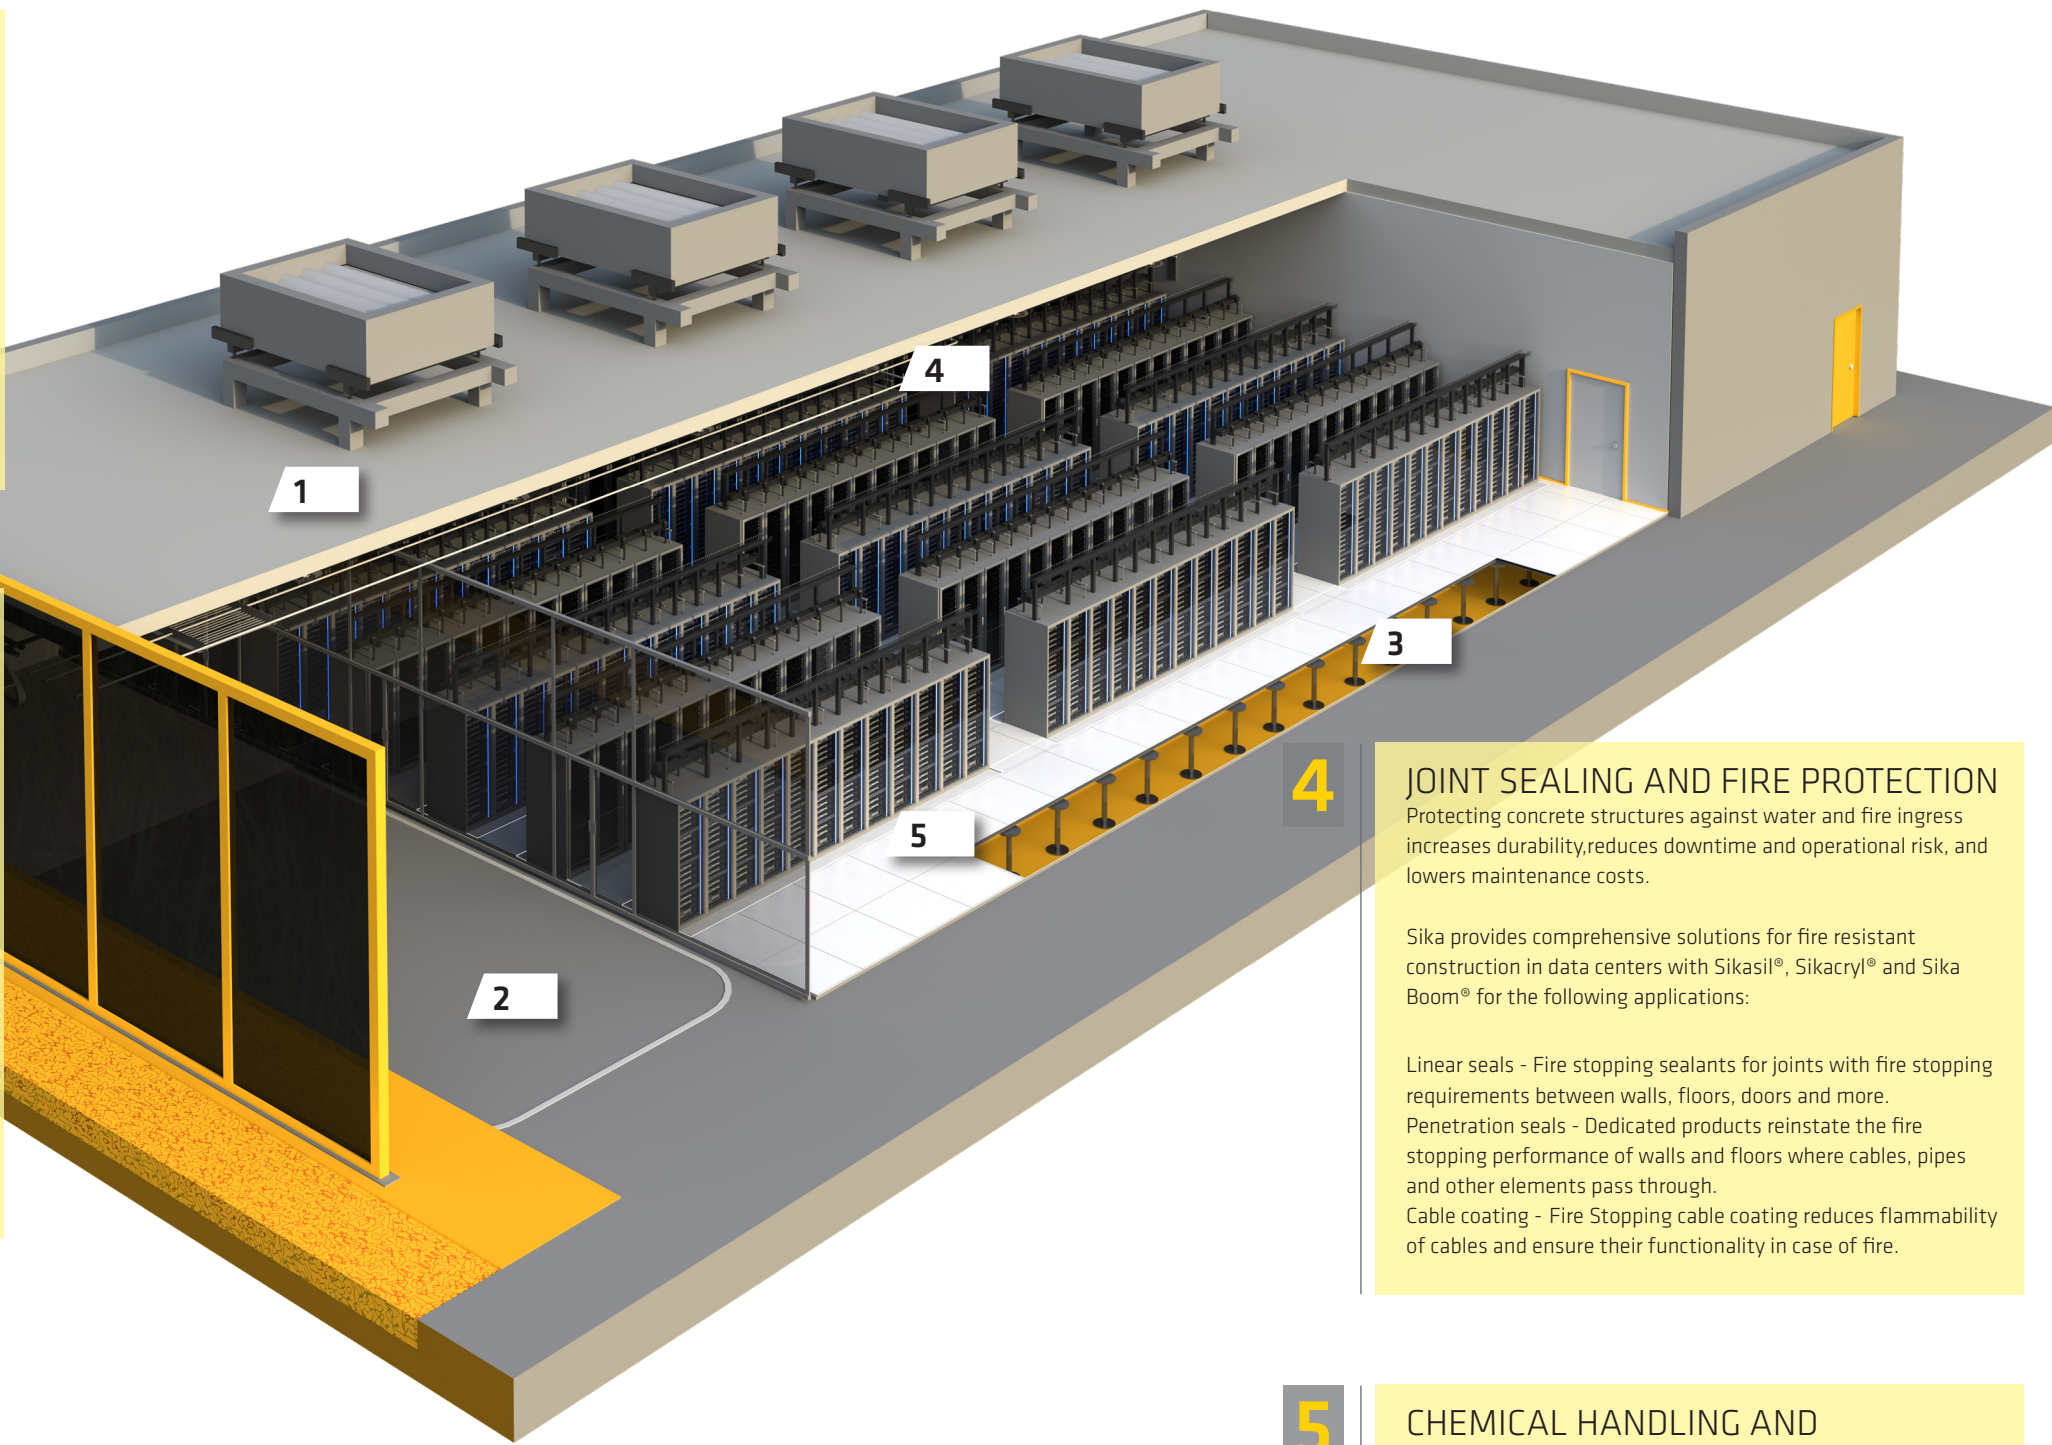 4
1
3
5
2
4
JOINT SEALING AND FIRE PROTECTION
Protecting concrete structures against water and fire ingress
increases durability,reduces downtime and operational risk, and
lowers maintenance costs.
Sika provides comprehensive solutions for fire resistant
construction in data centers with Sikasil®, Sikacryl® and Sika
Boom® for the following applications:
Linear seals - Fire stopping sealants for joints with fire stopping
requirements between walls, floors, doors and more.
Penetration seals - Dedicated products reinstate the fire
stopping performance of walls and floors where cables, pipes
and other elements pass through.
Cable coating - Fire Stopping cable coating reduces flammability
of cables and ensure their functionality in case of fire.
5
CHEMICAL HANDLING AND